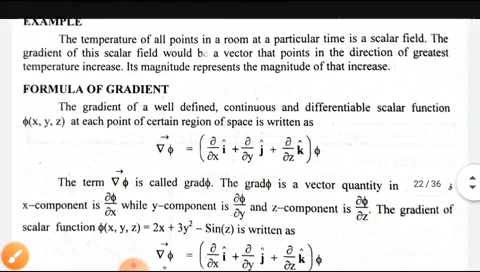 EXAMPLE
The temperature of all points in a room at a particular time is a scalar field. The
gradient of this scalar field would be a vector that points in the direction of greatest
temperature increase. Its magnitude represents the magnitude of that increase.
FORMULA OF GRADIENT
The gradient of a well defined, continuous and differentiable scalar function
ϕ(x, y, z) at each point of certain region of space is written as
∇⃗ ϕ = (∂/∂x î + ∂/∂y ĵ + ∂/∂z k̂) ϕ
The term ∇⃗ ϕ is called gradϕ. The gradϕ is a vector quantity in 22 / 36 s
x-component is ∂ϕ/∂x while y-component is ∂ϕ/∂y and z-component is ∂ϕ/∂z. The gradient of
scalar function ϕ(x, y, z) = 2x + 3y² – Sin(z) is written as
∇⃗ ϕ = (∂/∂x î + ∂/∂y ĵ + ∂/∂z k̂) ϕ